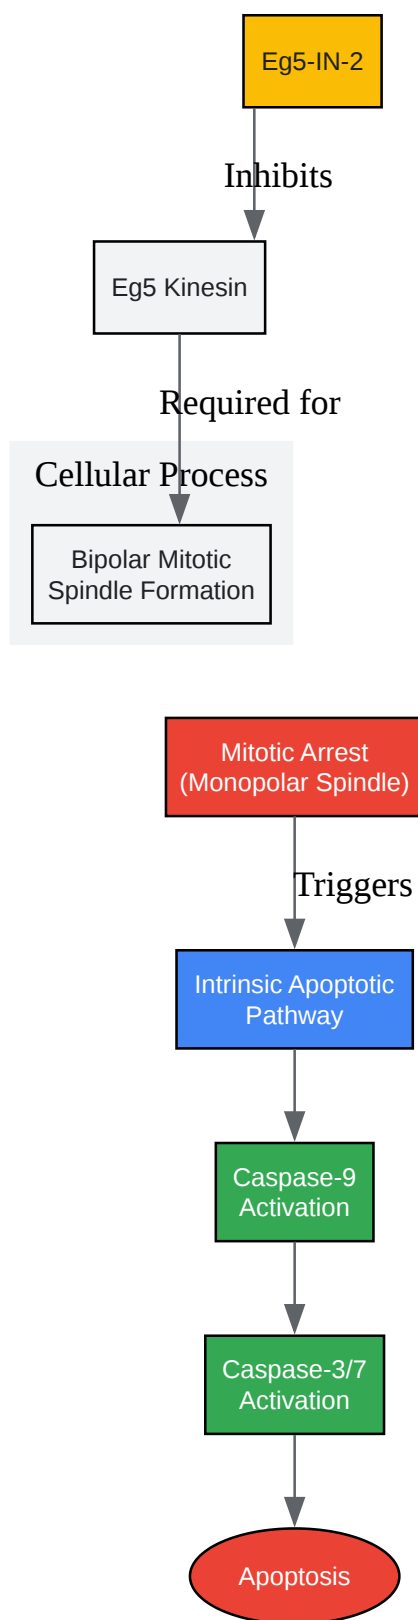 Eg5-IN-2
Inhibits
Eg5 Kinesin
Required for
Cellular Process
Bipolar Mitotic
Spindle Formation
Mitotic Arrest
(Monopolar Spindle)
Triggers
Intrinsic Apoptotic
Pathway
Caspase-9
Activation
Caspase-3/7
Activation
Apoptosis